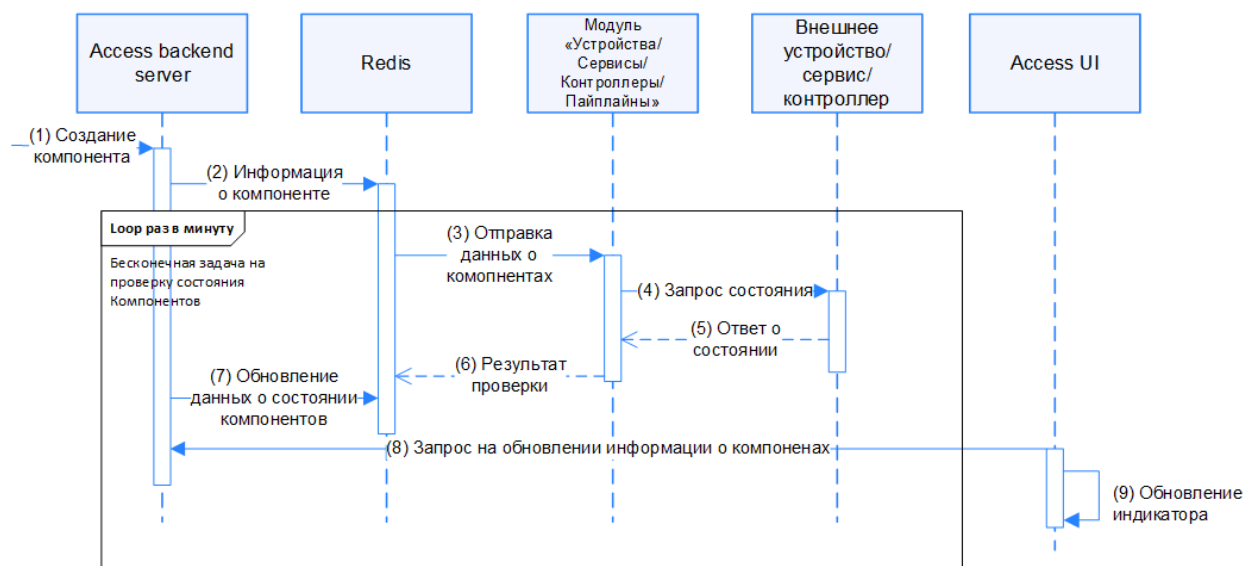 Access backend
server
Redis
Модуль
«Устройства/
Сервисы/
Контроллеры/
Пайплайны»
Внешнее
устройство/
сервис/
контроллер
Access UI
(1) Создание
компонента
(2) Информация
о компоненте
Loop раз в минуту
Бесконечная задача на
проверку состояния
Компонентов
(3) Отправка
данных о
комопнентах
(4) Запрос состояния
(5) Ответ о
состоянии
(6) Результат
проверки
(7) Обновление
данных о состоянии
компонентов
(8) Запрос на обновлении информации о компоненах
(9) Обновление
индикатора